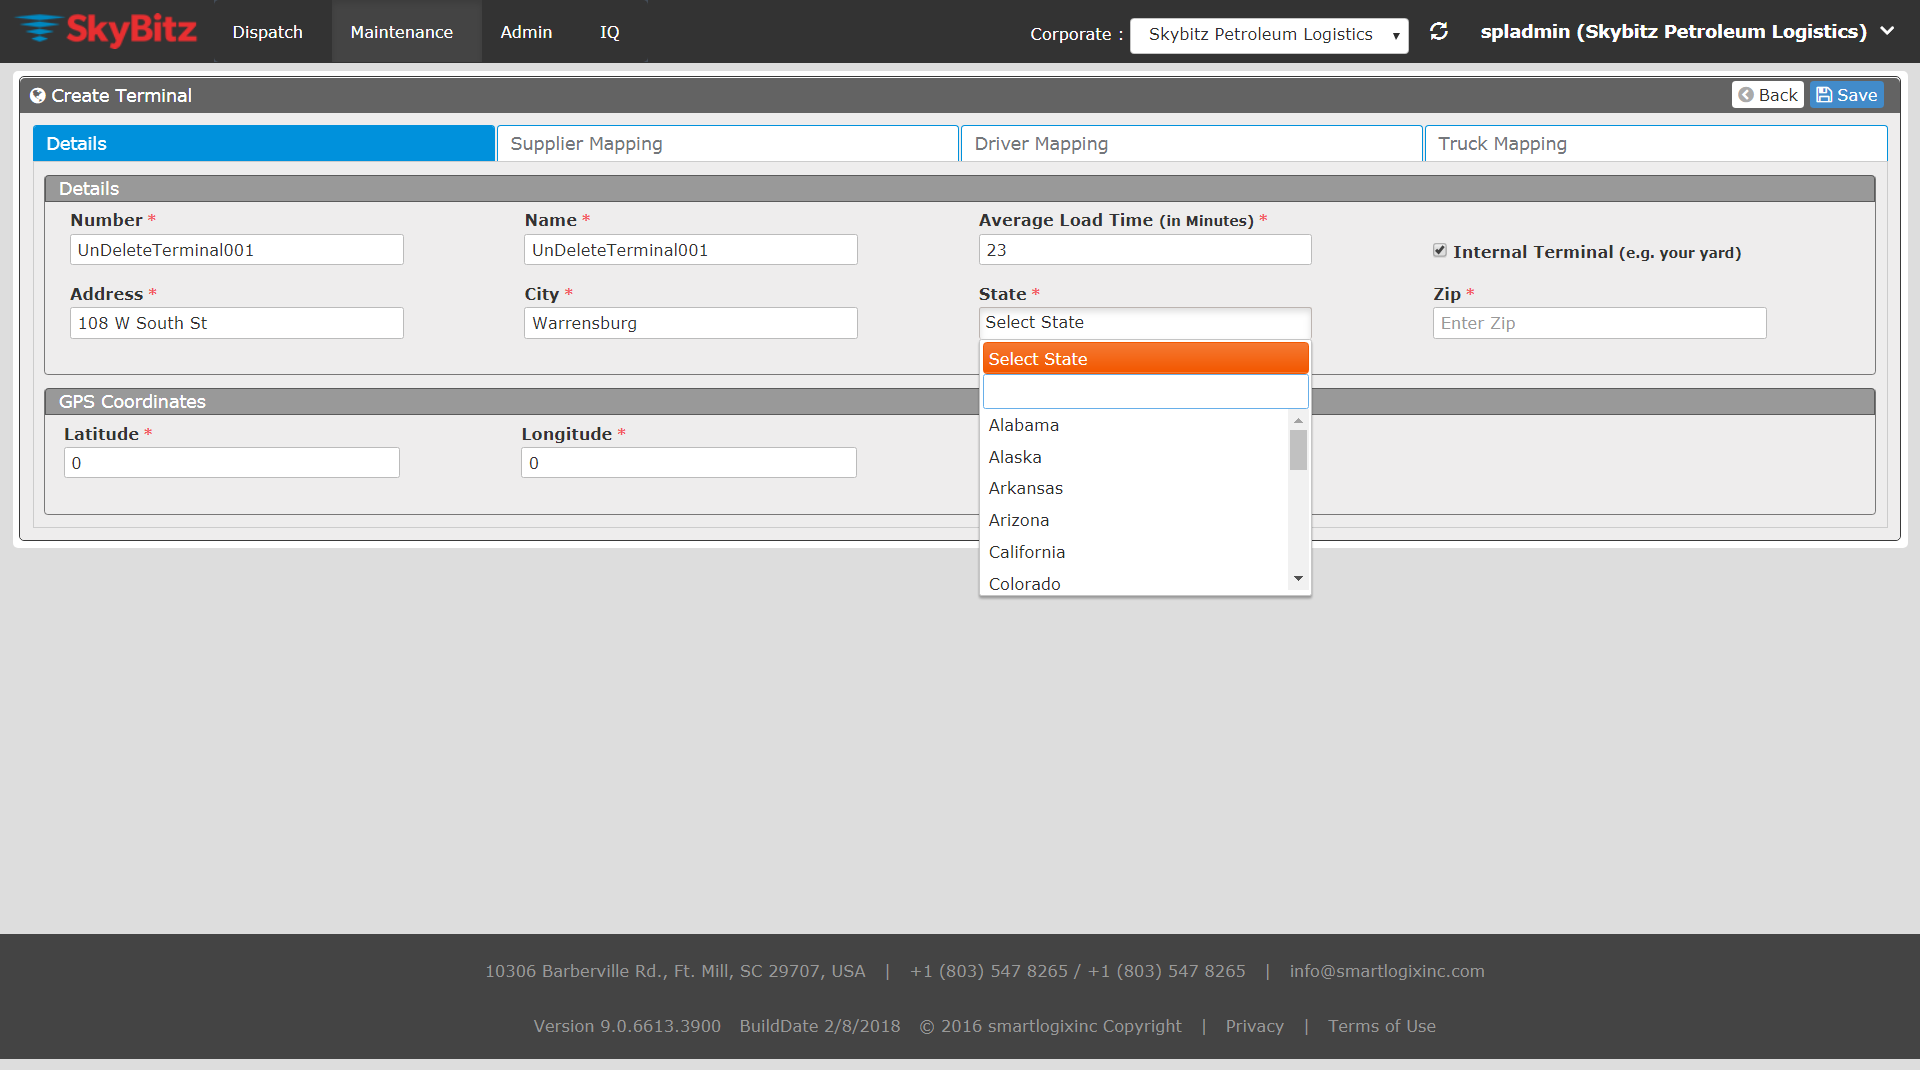 SkyBitz Dispatch Maintenance Admin IQ Corporate : Skybitz Petroleum Logistics spladmin (Skybitz Petroleum Logistics)
Create Terminal Back Save
Details Supplier Mapping Driver Mapping Truck Mapping
Details
Number * Name * Average Load Time (in Minutes) *
UnDeleteTerminal001 UnDeleteTerminal001 23 Internal Terminal (e.g. your yard)
Address * City * State * Zip *
108 W South St Warrensburg Select State Enter Zip
Select State
GPS Coordinates
Latitude * Longitude *
0 0
Alabama
Alaska
Arkansas
Arizona
California
Colorado
10306 Barberville Rd., Ft. Mill, SC 29707, USA | +1 (803) 547 8265 / +1 (803) 547 8265 | info@smartlogixinc.com
Version 9.0.6613.3900 BuildDate 2/8/2018 © 2016 smartlogixinc Copyright | Privacy | Terms of Use